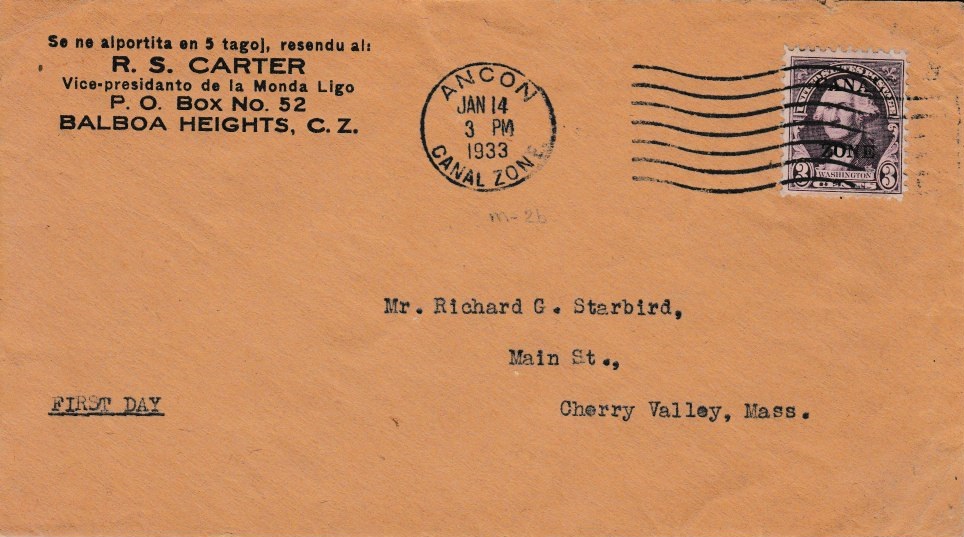 Se ne alportita en 5 tagoj, resendu al:
R. S. CARTER
Vice-presidanto de la Monda Ligo
P. O. Box No. 52
BALBOA HEIGHTS, C. Z.
ANCON
JAN 14
3 PM
1933
CANAL ZONE
ZONE
3 WASHINGTON 3
m-26
Mr. Richard G. Starbird,
Main St.,
Cherry Valley, Mass.
FIRST DAY